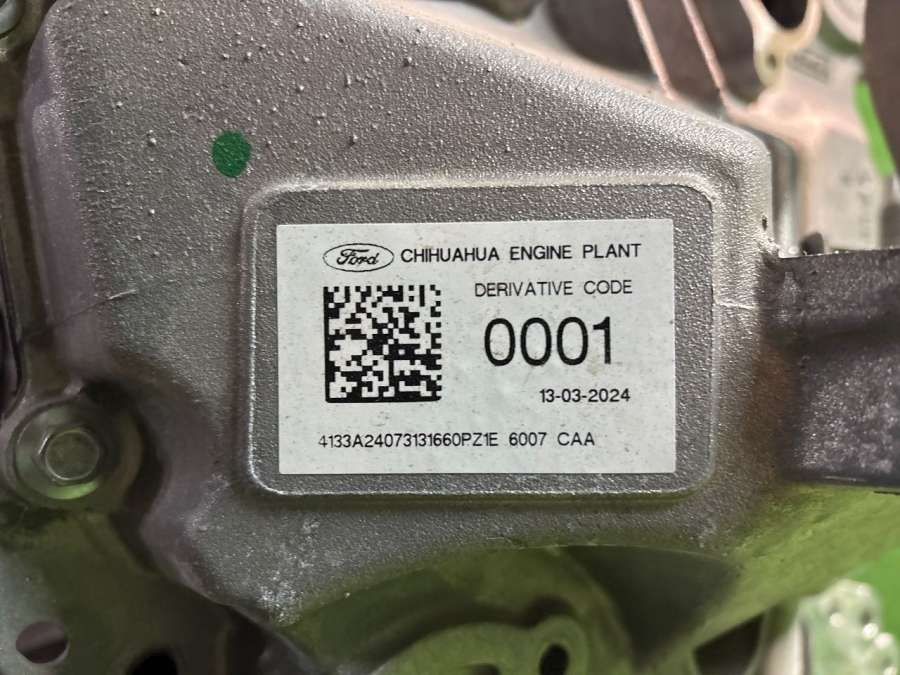 Ford CHIHUAHUA ENGINE PLANT
DERIVATIVE CODE
0001
13-03-2024
4133A24073131660PZ1E 6007 CAA